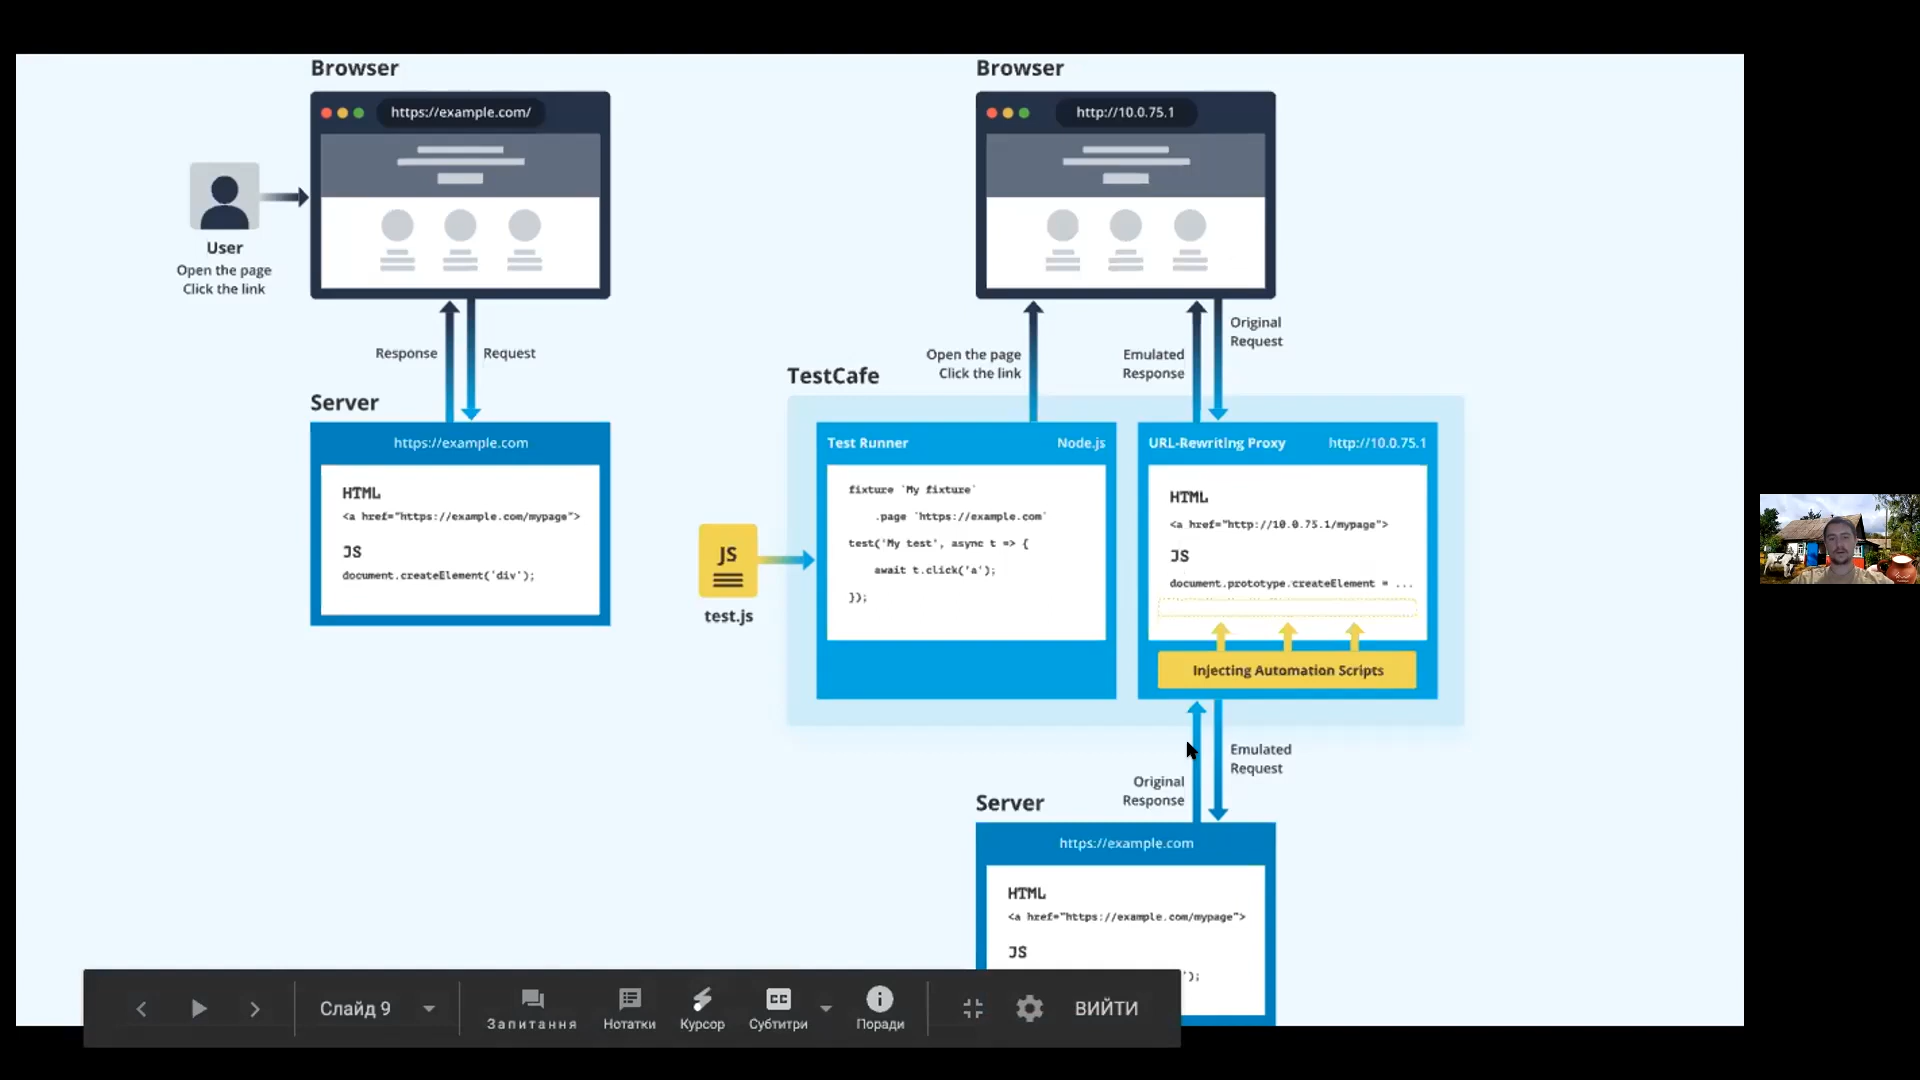 Browser
https://example.com/
User
Open the page
Click the link
Response
Request
Server
https://example.com
HTML
<a href="https://example.com/mypage">
JS
document.createElement('div');
Browser
http://10.0.75.1
Open the page
Click the link
Emulated
Response
Original
Request
TestCafe
JS
test.js
Test Runner
Node.js
fixture `My fixture`
.page `https://example.com`
test('My test', async t => {
await t.click('a');
});
URL-Rewriting Proxy
http://10.0.75.1
HTML
<a href="http://10.0.75.1/mypage">
JS
document.prototype.createElement = ...
Injecting Automation Scripts
Original
Response
Emulated
Request
Server
https://example.com
HTML
<a href="https://example.com/mypage">
JS
');
Слайд 9
Запитання
Нотатки
Курсор
CC
Субтитри
Поради
ВИЙТИ